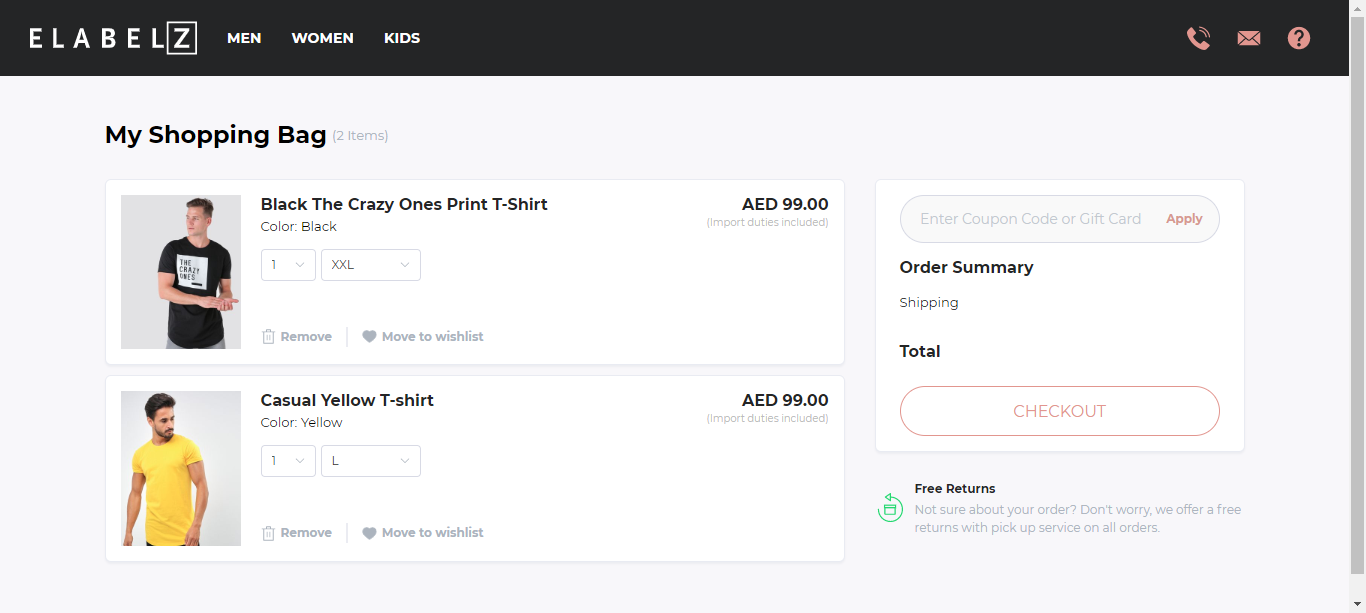 ELABELZ MEN WOMEN KIDS
My Shopping Bag (2 Items)
Black The Crazy Ones Print T-Shirt
AED 99.00
Color: Black
(Import duties included)
1 XXL
THE
CRAZY
ONES
Remove Move to wishlist
Casual Yellow T-shirt
AED 99.00
Color: Yellow
(Import duties included)
1 L
Remove Move to wishlist
Enter Coupon Code or Gift Card Apply
Order Summary
Shipping
Total
CHECKOUT
Free Returns
Not sure about your order? Don't worry, we offer a free
returns with pick up service on all orders.